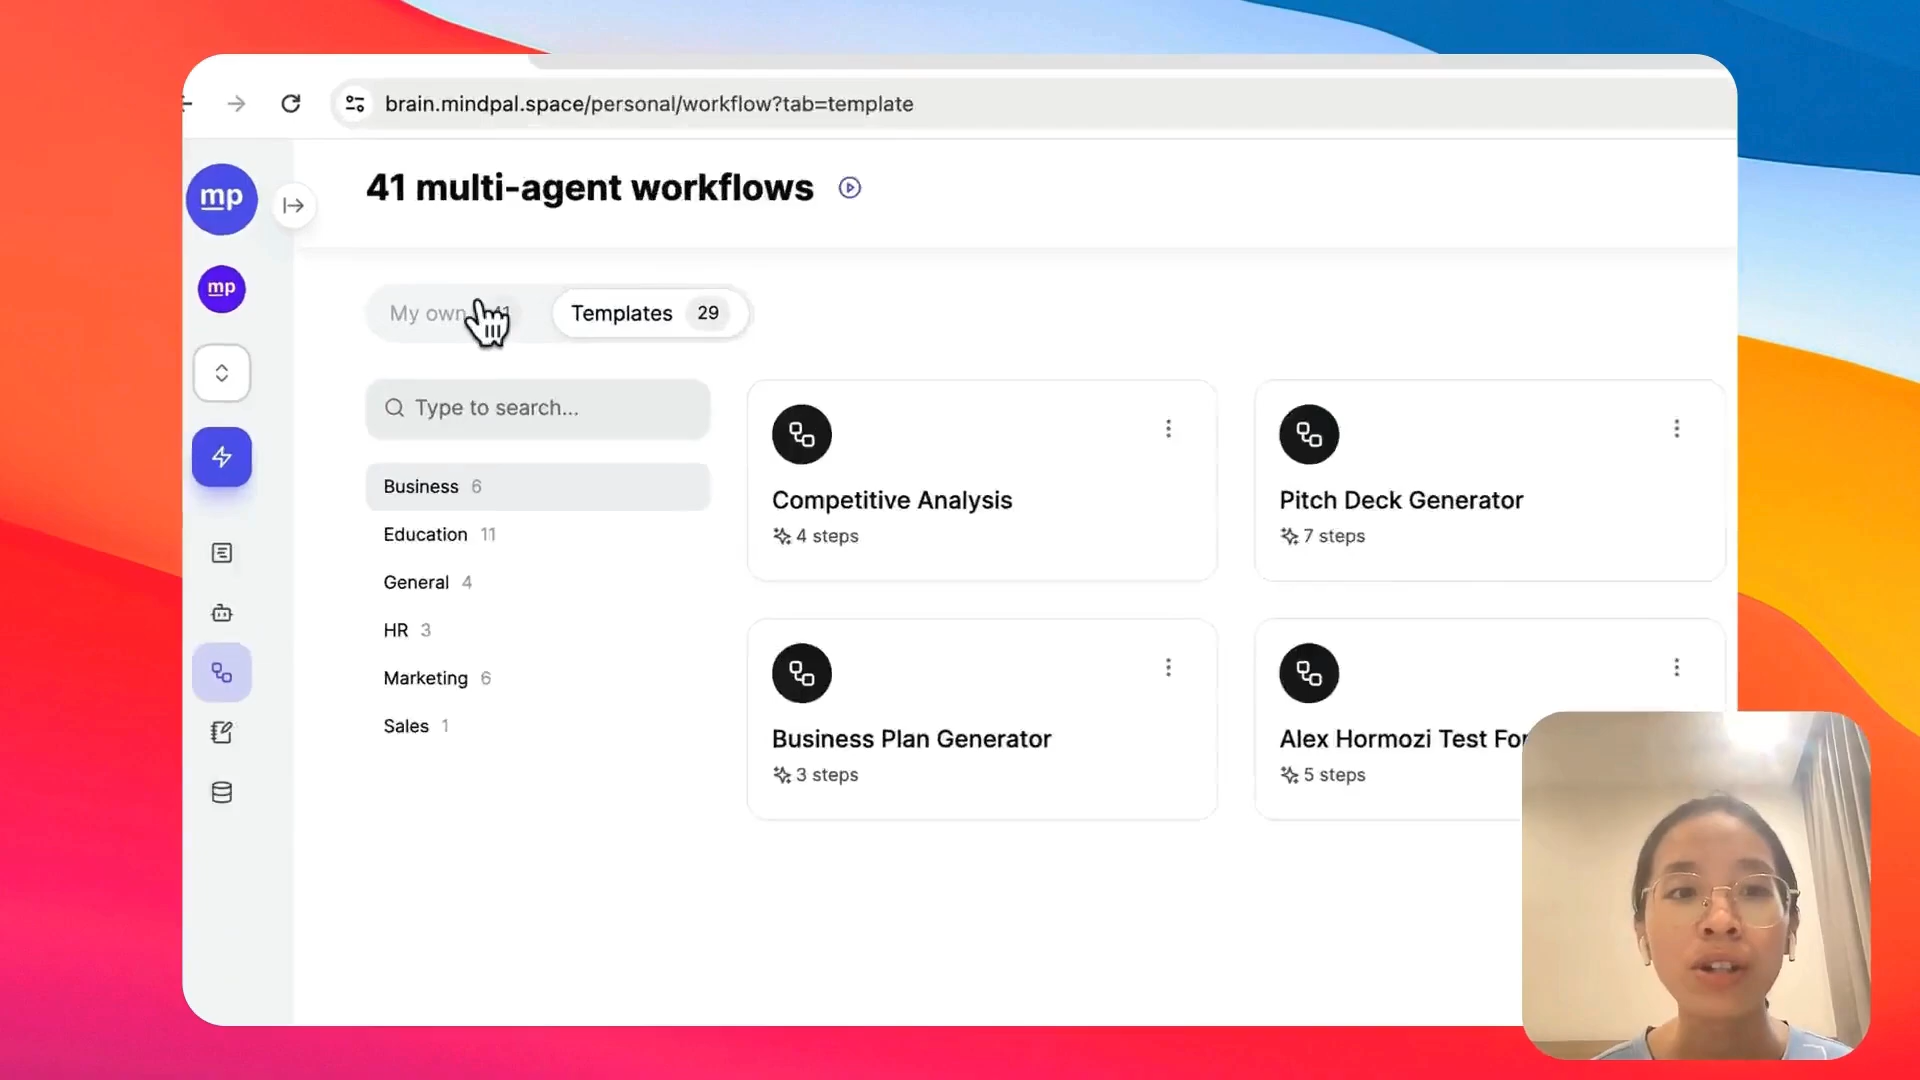 brain.mindpal.space/personal/workflow?tab=template
mp
41 multi-agent workflows
mp
My own
Templates 29
Type to search...
Business 6
Education 11
General 4
HR 3
Marketing 6
Sales 1
Competitive Analysis
4 steps
Pitch Deck Generator
7 steps
Business Plan Generator
3 steps
Alex Hormozi Test For
5 steps